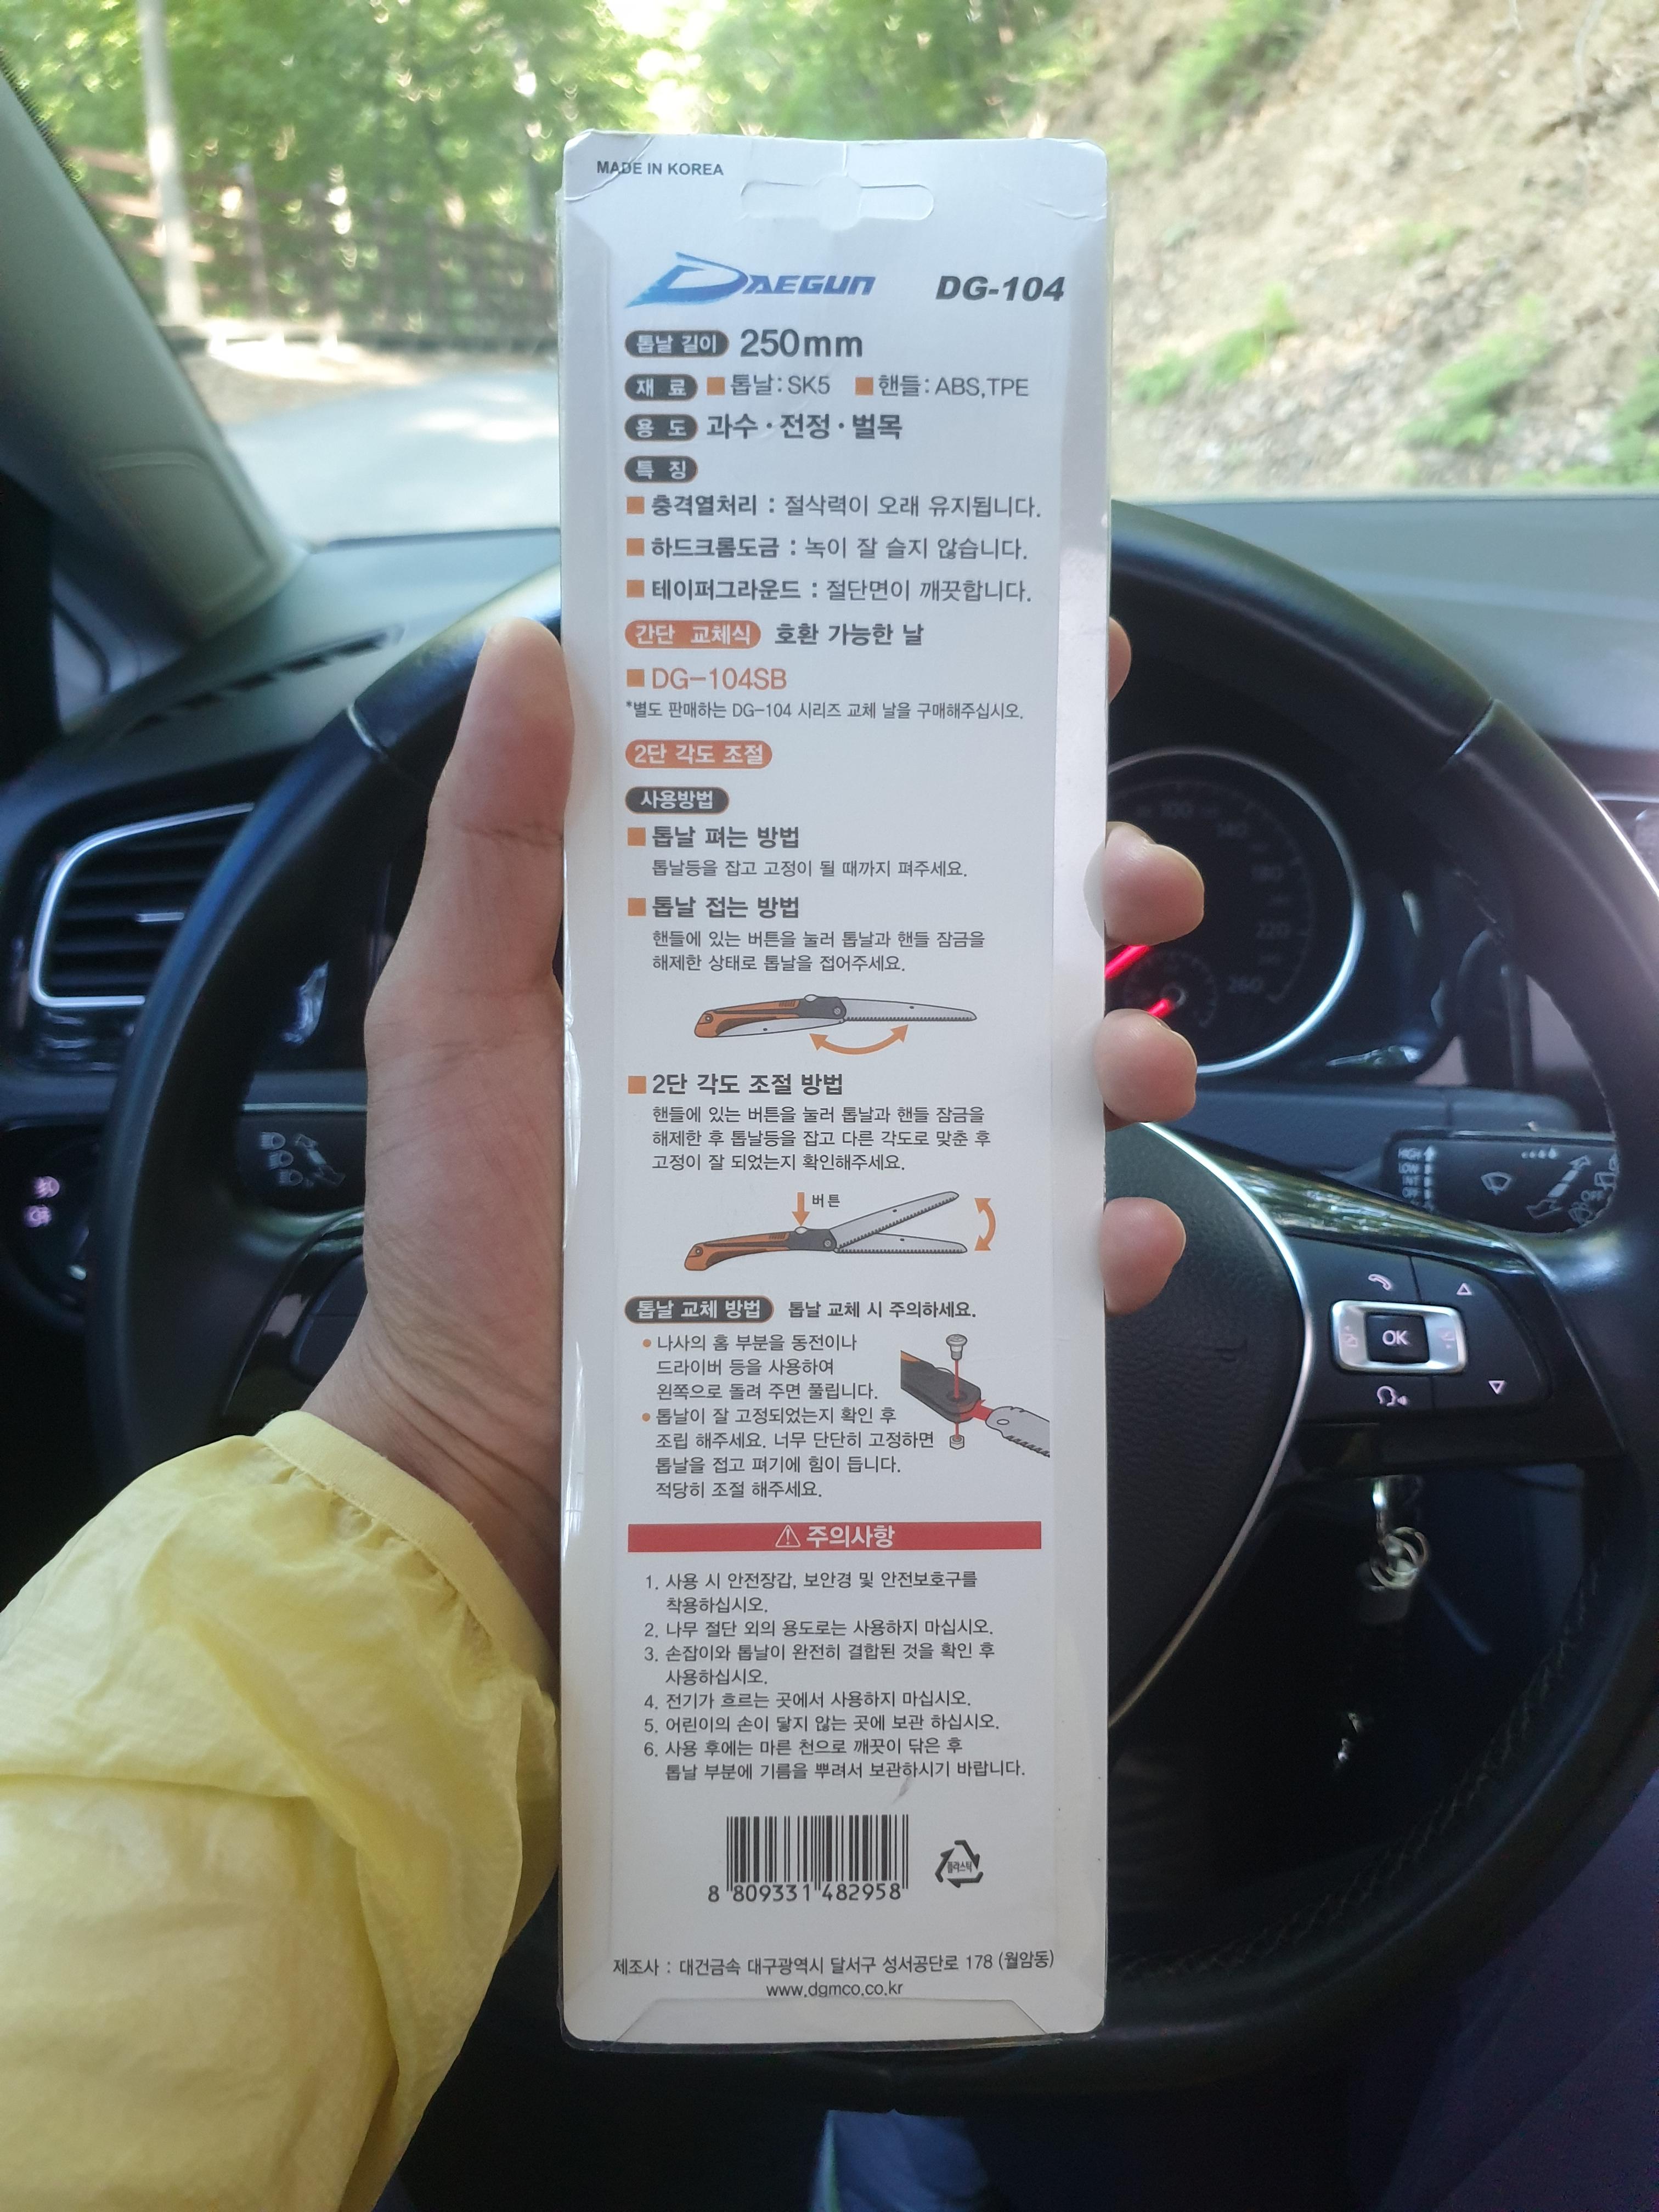 MADE IN KOREA
DAEGUN DG-104
톱날 길이 250mm
재 료 톱날:SK5 핸들:ABS,TPE
용 도 과수·전정·벌목
특 징
충격열처리 : 절삭력이 오래 유지됩니다.
하드크롬도금 : 녹이 잘 슬지 않습니다.
테이퍼그라운드 : 절단면이 깨끗합니다.
간단 교체식 호환 가능한 날
DG-104SB
*별도 판매하는 DG-104 시리즈 교체 날을 구매해주십시오.
2단 각도 조절
사용방법
톱날 펴는 방법
톱날등을 잡고 고정이 될 때까지 펴주세요.
톱날 접는 방법
핸들에 있는 버튼을 눌러 톱날과 핸들 잠금을
해제한 상태로 톱날을 접어주세요.
2단 각도 조절 방법
핸들에 있는 버튼을 눌러 톱날과 핸들 잠금을
해제한 후 톱날등을 잡고 다른 각도로 맞춘 후
고정이 잘 되었는지 확인해주세요.
버튼
톱날 교체 방법 톱날 교체 시 주의하세요.
• 나사의 홈 부분을 동전이나
드라이버 등을 사용하여
왼쪽으로 돌려 주면 풀립니다.
• 톱날이 잘 고정되었는지 확인 후
조립 해주세요. 너무 단단히 고정하면
톱날을 접고 펴기에 힘이 듭니다.
적당히 조절 해주세요.
주의사항
1. 사용 시 안전장갑, 보안경 및 안전보호구를
착용하십시오.
2. 나무 절단 외의 용도로는 사용하지 마십시오.
3. 손잡이와 톱날이 완전히 결합된 것을 확인 후
사용하십시오.
4. 전기가 흐르는 곳에서 사용하지 마십시오.
5. 어린이의 손이 닿지 않는 곳에 보관 하십시오.
6. 사용 후에는 마른 천으로 깨끗이 닦은 후
톱날 부분에 기름을 뿌려서 보관하시기 바랍니다.
8 809331 482958
플라스틱
제조사 : 대건금속 대구광역시 달서구 성서공단로 178 (월암동)
www.dgmco.co.kr
100
140
180
220
260
HIGH
LOW
INT
OFF
OFF
OK